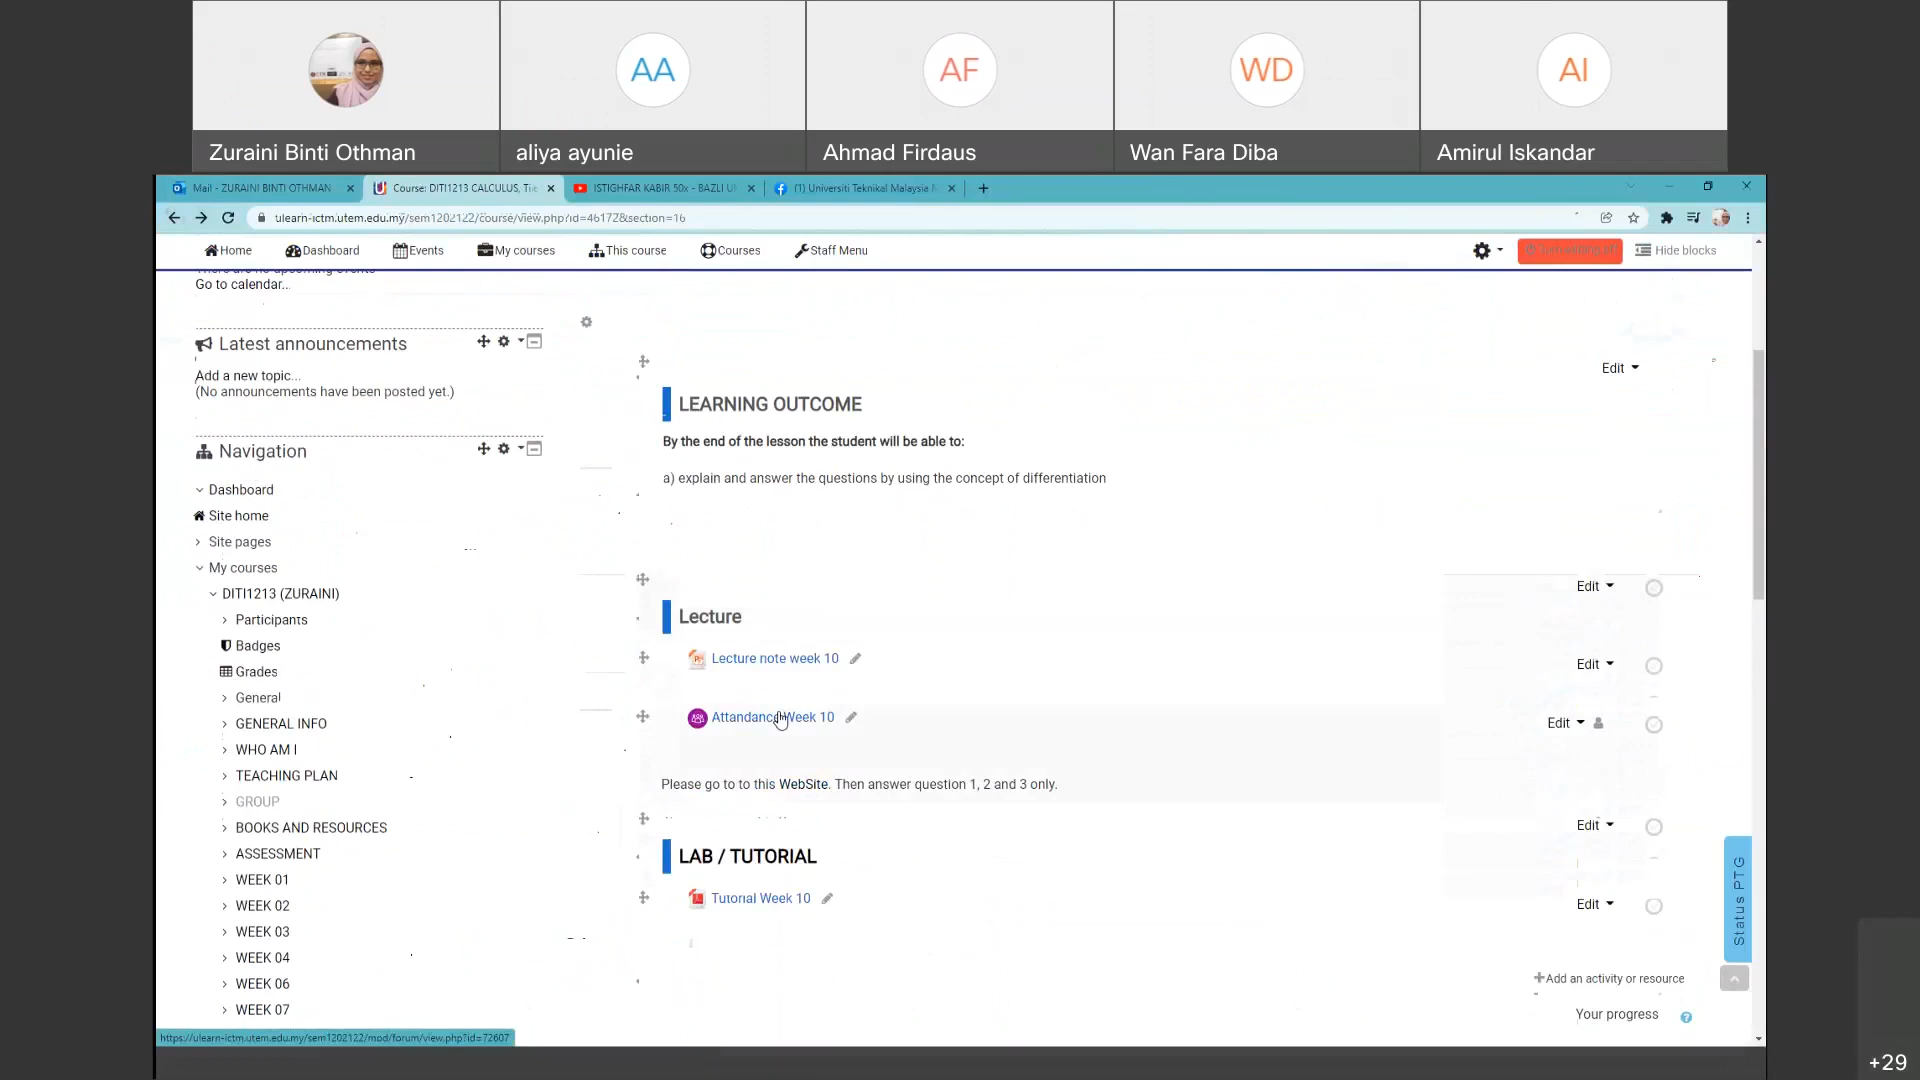 AA
AF
WD
AI
Zuraini Binti Othman
aliya ayunie
Ahmad Firdaus
Wan Fara Diba
Amirul Iskandar
Mail - ZURAINI BINTI OTHMAN
Course: DITI1213 CALCULUS,
ISTIGHFAR KABIR 50x - BAZLI
(1) Universiti Teknikal Malaysia
ulearn-ictm.utem.edu.my/sem1202122/course/view.php?id=46172&section=16
Home
Dashboard
Events
My courses
This course
Courses
Staff Menu
Hide blocks
There are no upcoming events
Go to calendar...
Latest announcements
Add a new topic...
(No announcements have been posted yet.)
Navigation
Dashboard
Site home
Site pages
My courses
DITI1213 (ZURAINI)
Participants
Badges
Grades
General
GENERAL INFO
WHO AM I
TEACHING PLAN
GROUP
BOOKS AND RESOURCES
ASSESSMENT
WEEK 01
WEEK 02
WEEK 03
WEEK 04
WEEK 06
WEEK 07
Edit
LEARNING OUTCOME
By the end of the lesson the student will be able to:
a) explain and answer the questions by using the concept of differentiation
Edit
Lecture
Lecture note week 10
Edit
Attandance Week 10
Edit
Please go to to this WebSite. Then answer question 1, 2 and 3 only.
Edit
LAB / TUTORIAL
Tutorial Week 10
Edit
Status PTG
Add an activity or resource
Your progress
https://ulearn-ictm.utem.edu.my/sem1202122/mod/forum/view.php?id=72607
+29